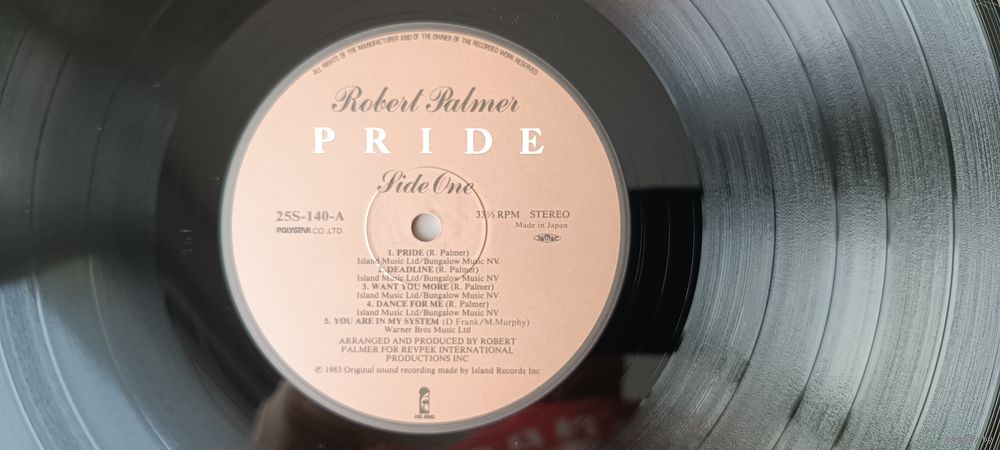 ALL RIGHTS OF THE MANUFACTURER AND OF THE OWNER OF THE RECORDED WORK RESERVED
Robert Palmer
PRIDE
Side One
25S-140-A
33⅓ RPM STEREO
POLYSTAR CO.,LTD.
Made in Japan
1. PRIDE (R. Palmer)
Island Music Ltd/Bungalow Music NV.
2. DEADLINE (R. Palmer)
Island Music Ltd/Bungalow Music NV
3. WANT YOU MORE (R. Palmer)
Island Music Ltd/Bungalow Music NV
4. DANCE FOR ME (R. Palmer)
Island Music Ltd/Bungalow Music NV
5. YOU ARE IN MY SYSTEM (D.Frank/M.Murphy)
Warner Bros Music Ltd
ARRANGED AND PRODUCED BY ROBERT
PALMER FOR REVPEK INTERNATIONAL
PRODUCTIONS INC
℗ 1983 Original sound recording made by Island Records Inc